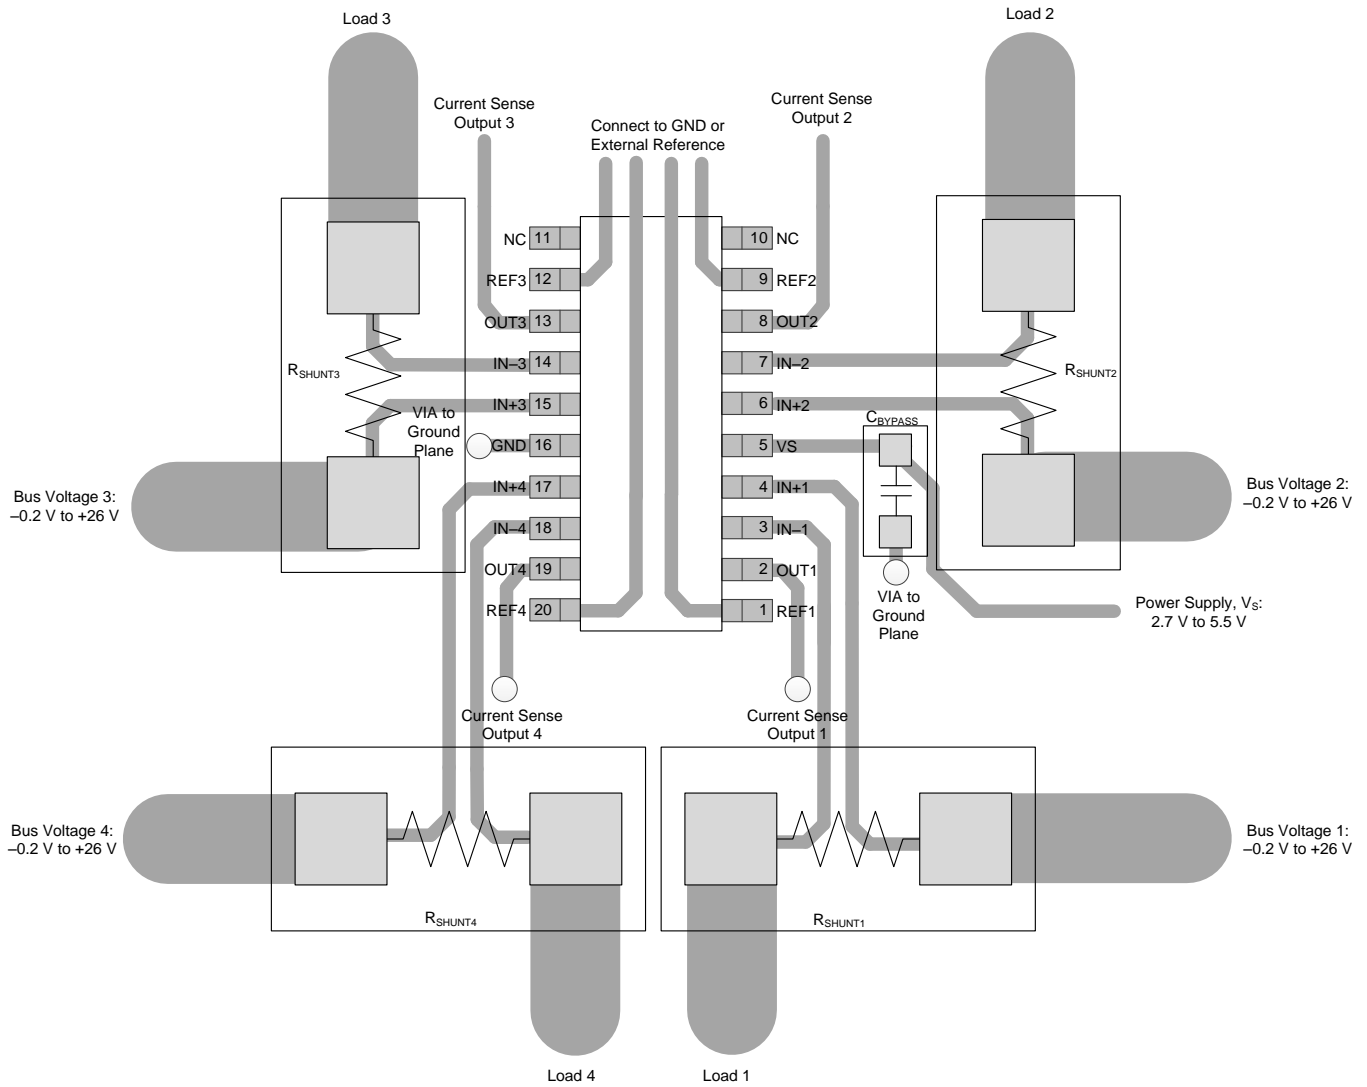 Load 3
Load 2
Current Sense
Output 3
Connect to GND or
External Reference
Current Sense
Output 2
NC 11
10 NC
REF3 12
9 REF2
OUT3 13
8 OUT2
IN–3 14
7 IN–2
RSHUNT3
RSHUNT2
IN+3 15
6 IN+2
VIA to
Ground
Plane
CBYPASS
GND 16
5 VS
IN+4 17
4 IN+1
Bus Voltage 3:
–0.2 V to +26 V
Bus Voltage 2:
–0.2 V to +26 V
IN–4 18
3 IN–1
OUT4 19
2 OUT1
REF4 20
1 REF1
VIA to
Ground
Plane
Power Supply, VS:
2.7 V to 5.5 V
Current Sense
Output 4
Current Sense
Output 1
Bus Voltage 4:
–0.2 V to +26 V
Bus Voltage 1:
–0.2 V to +26 V
RSHUNT4
RSHUNT1
Load 4
Load 1